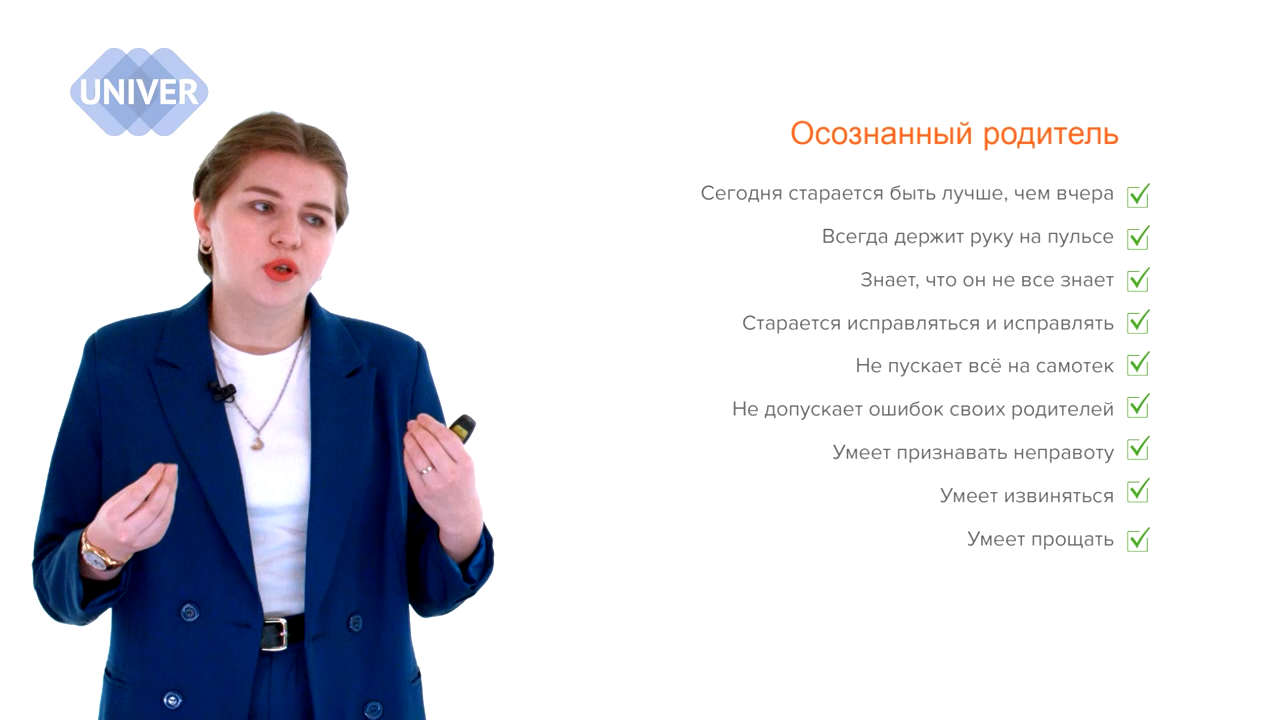 UNIVER
Осознанный родитель
Сегодня старается быть лучше, чем вчера
Всегда держит руку на пульсе
Знает, что он не все знает
Старается исправляться и исправлять
Не пускает всё на самотек
Не допускает ошибок своих родителей
Умеет признавать неправоту
Умеет извиняться
Умеет прощать